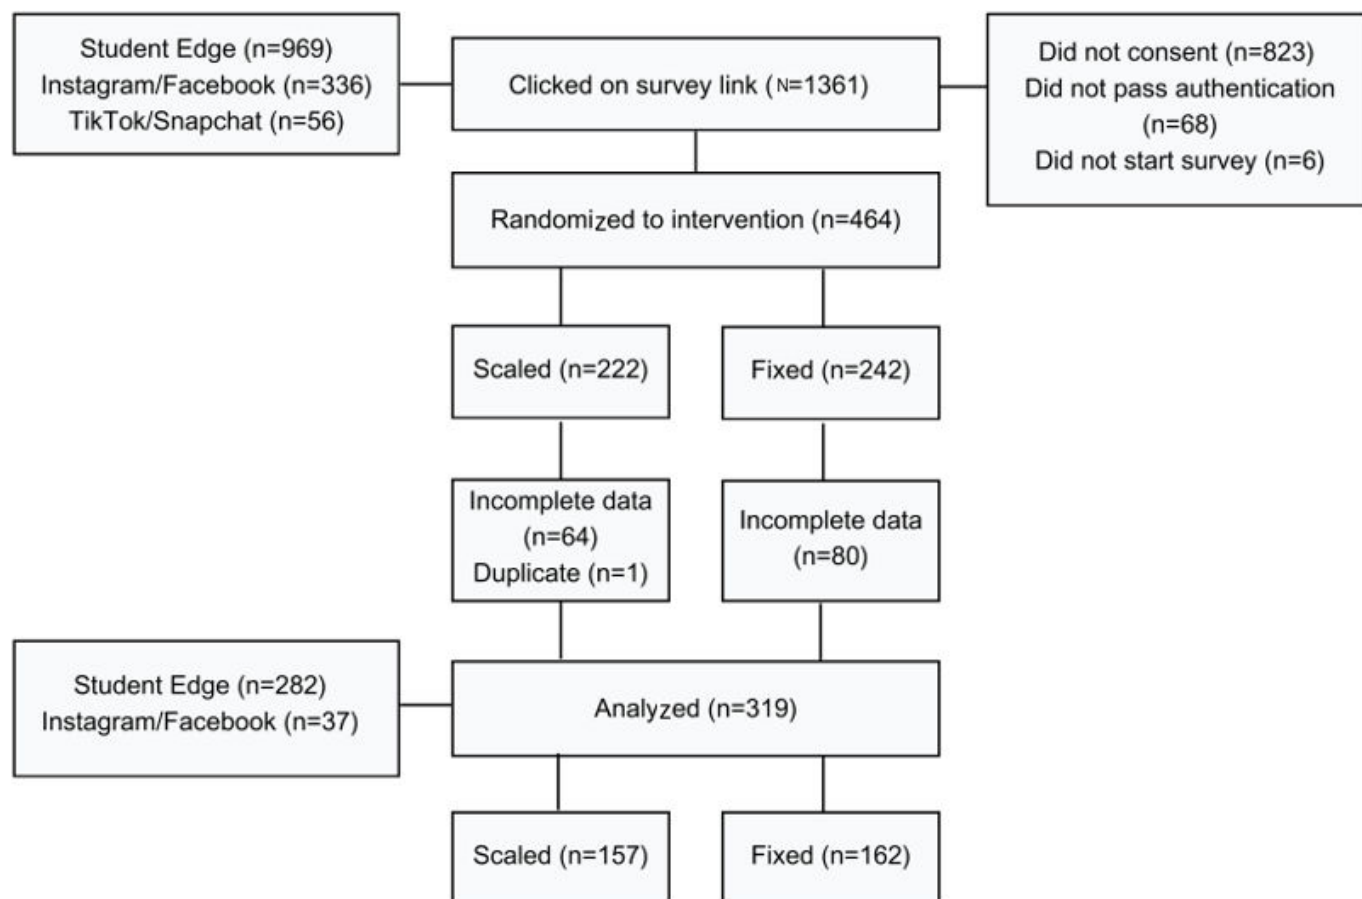 Student Edge (n=969)
Instagram/Facebook (n=336)
TikTok/Snapchat (n=56)
Clicked on survey link (N=1361)
Did not consent (n=823)
Did not pass authentication
(n=68)
Did not start survey (n=6)
Randomized to intervention (n=464)
Scaled (n=222)
Fixed (n=242)
Incomplete data
(n=64)
Duplicate (n=1)
Incomplete data
(n=80)
Student Edge (n=282)
Instagram/Facebook (n=37)
Analyzed (n=319)
Scaled (n=157)
Fixed (n=162)